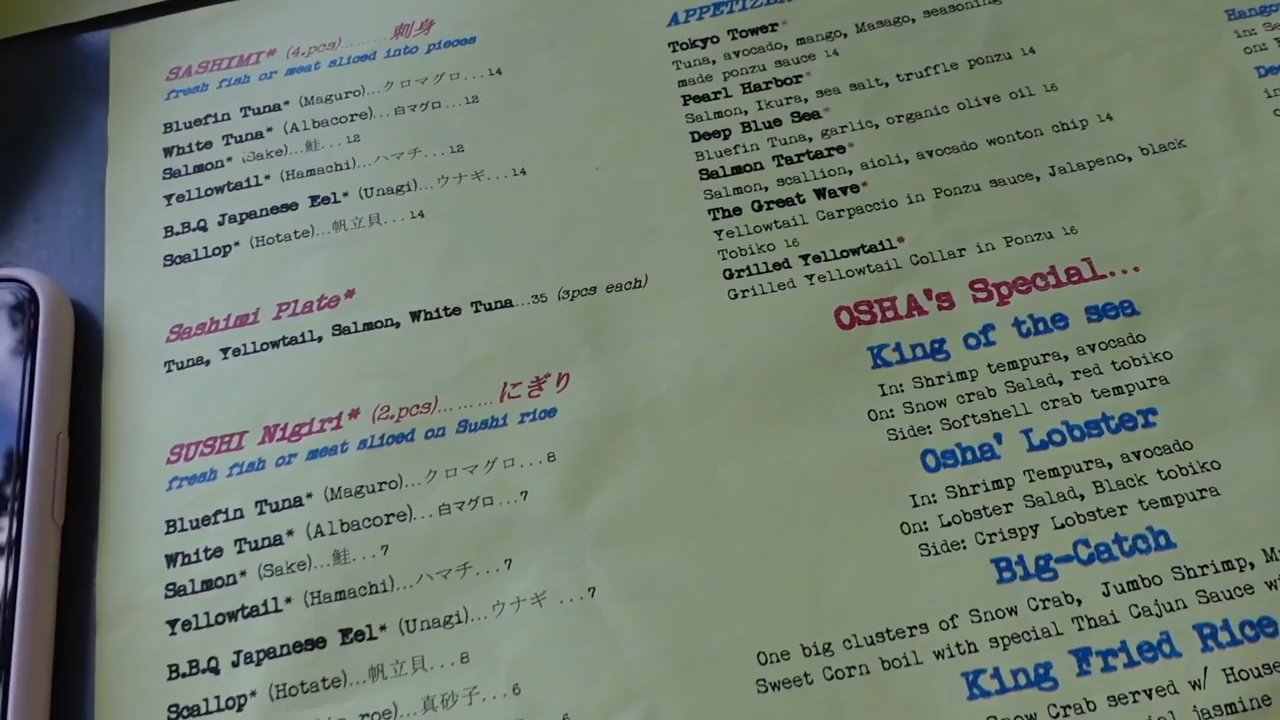 SASHIMI* (4.pcs)........刺身
fresh fish or meat sliced into pieces
Bluefin Tuna* (Maguro)...クロマグロ...14
White Tuna* (Albacore)...白マグロ...12
Salmon* (Sake)...鮭...12
Yellowtail* (Hamachi)...ハマチ...12
B.B.Q Japanese Eel* (Unagi)...ウナギ...14
Scallop* (Hotate)...帆立貝...14
Sashimi Plate*
Tuna, Yellowtail, Salmon, White Tuna...35 (3pcs each)
SUSHI Nigiri* (2.pcs)........にぎり
fresh fish or meat sliced on Sushi rice
Bluefin Tuna* (Maguro)...クロマグロ...8
White Tuna* (Albacore)...白マグロ...7
Salmon* (Sake)...鮭...7
Yellowtail* (Hamachi)...ハマチ...7
B.B.Q Japanese Eel* (Unagi)...ウナギ ...7
Scallop* (Hotate)...帆立貝...8
roe)...真砂子...6
6
APPETIZER
Tokyo Tower*
Tuna, avocado, mango, Masago, seasoning
made ponzu sauce 14
Pearl Harbor*
Salmon, Ikura, sea salt, truffle ponzu 14
Deep Blue Sea*
Bluefin Tuna, garlic, organic olive oil 16
Salmon Tartare*
Salmon, scallion, aioli, avocado wonton chip 14
The Great Wave*
Yellowtail Carpaccio in Ponzu sauce, Jalapeno, black
Tobiko 16
Grilled Yellowtail*
Grilled Yellowtail Collar in Ponzu 16
OSHA's Special...
King of the sea
In: Shrimp tempura, avocado
On: Snow crab Salad, red tobiko
Side: Softshell crab tempura
Osha' Lobster
In: Shrimp Tempura, avocado
On: Lobster Salad, Black tobiko
Side: Crispy Lobster tempura
Big-Catch
One big clusters of Snow Crab, Jumbo Shrimp,
Sweet Corn boil with special Thai Cajun Sauce
King Fried Rice
Snow Crab served w/ House
jasmine
in:
on: